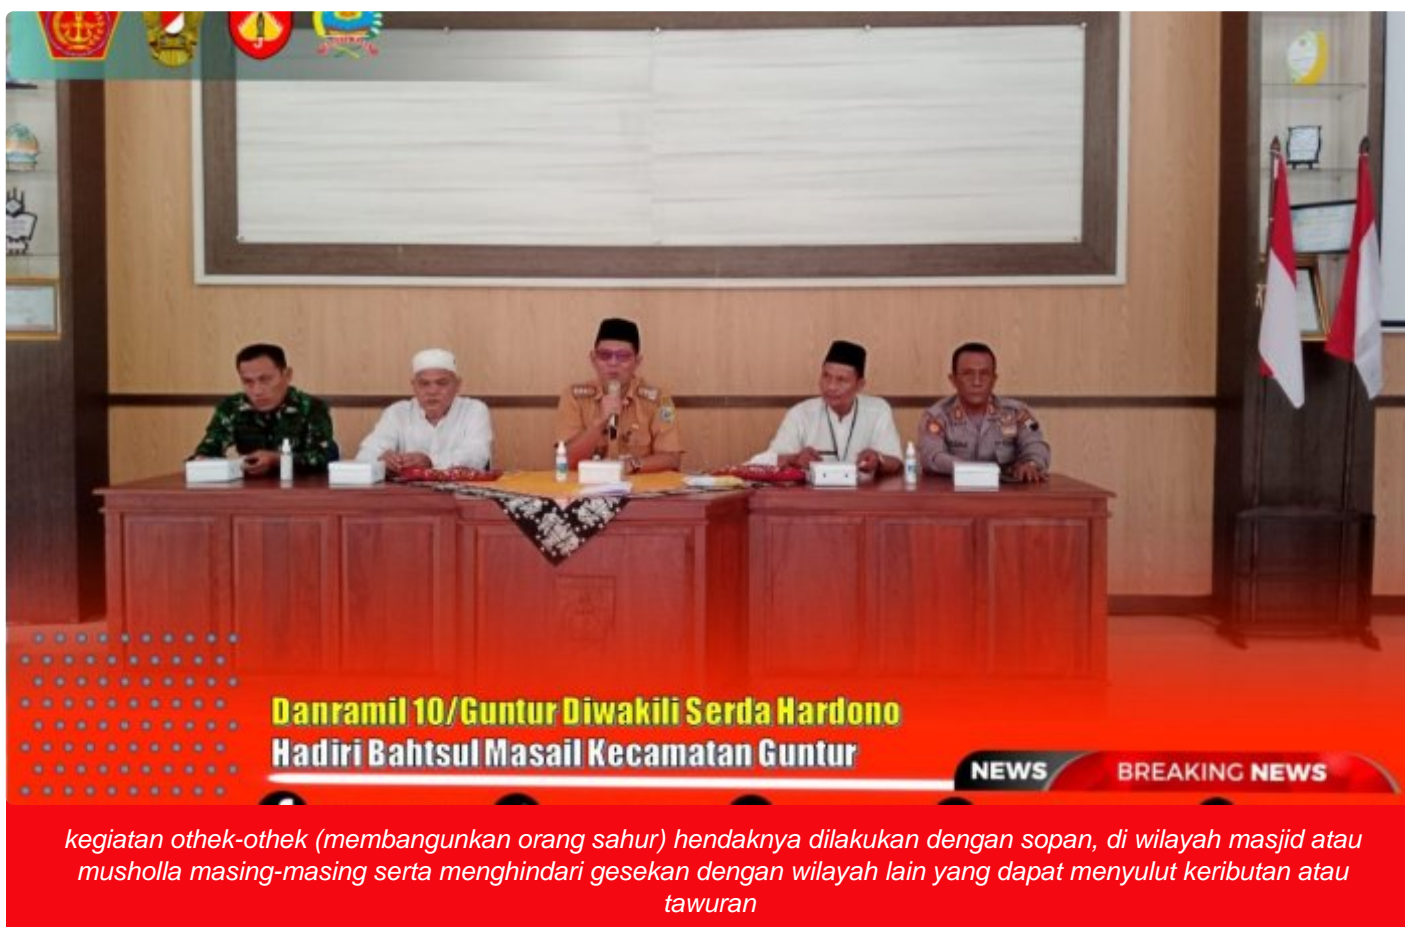 Danramil 10/Guntur Diwakili Serda Hardono
Hadiri Bahtsul Masail Kecamatan Guntur
NEWS
BREAKING NEWS
kegiatan othek-othek (membangunkan orang sahur) hendaknya dilakukan dengan sopan, di wilayah masjid atau
musholla masing-masing serta menghindari gesekan dengan wilayah lain yang dapat menyulut keributan atau
tawuran